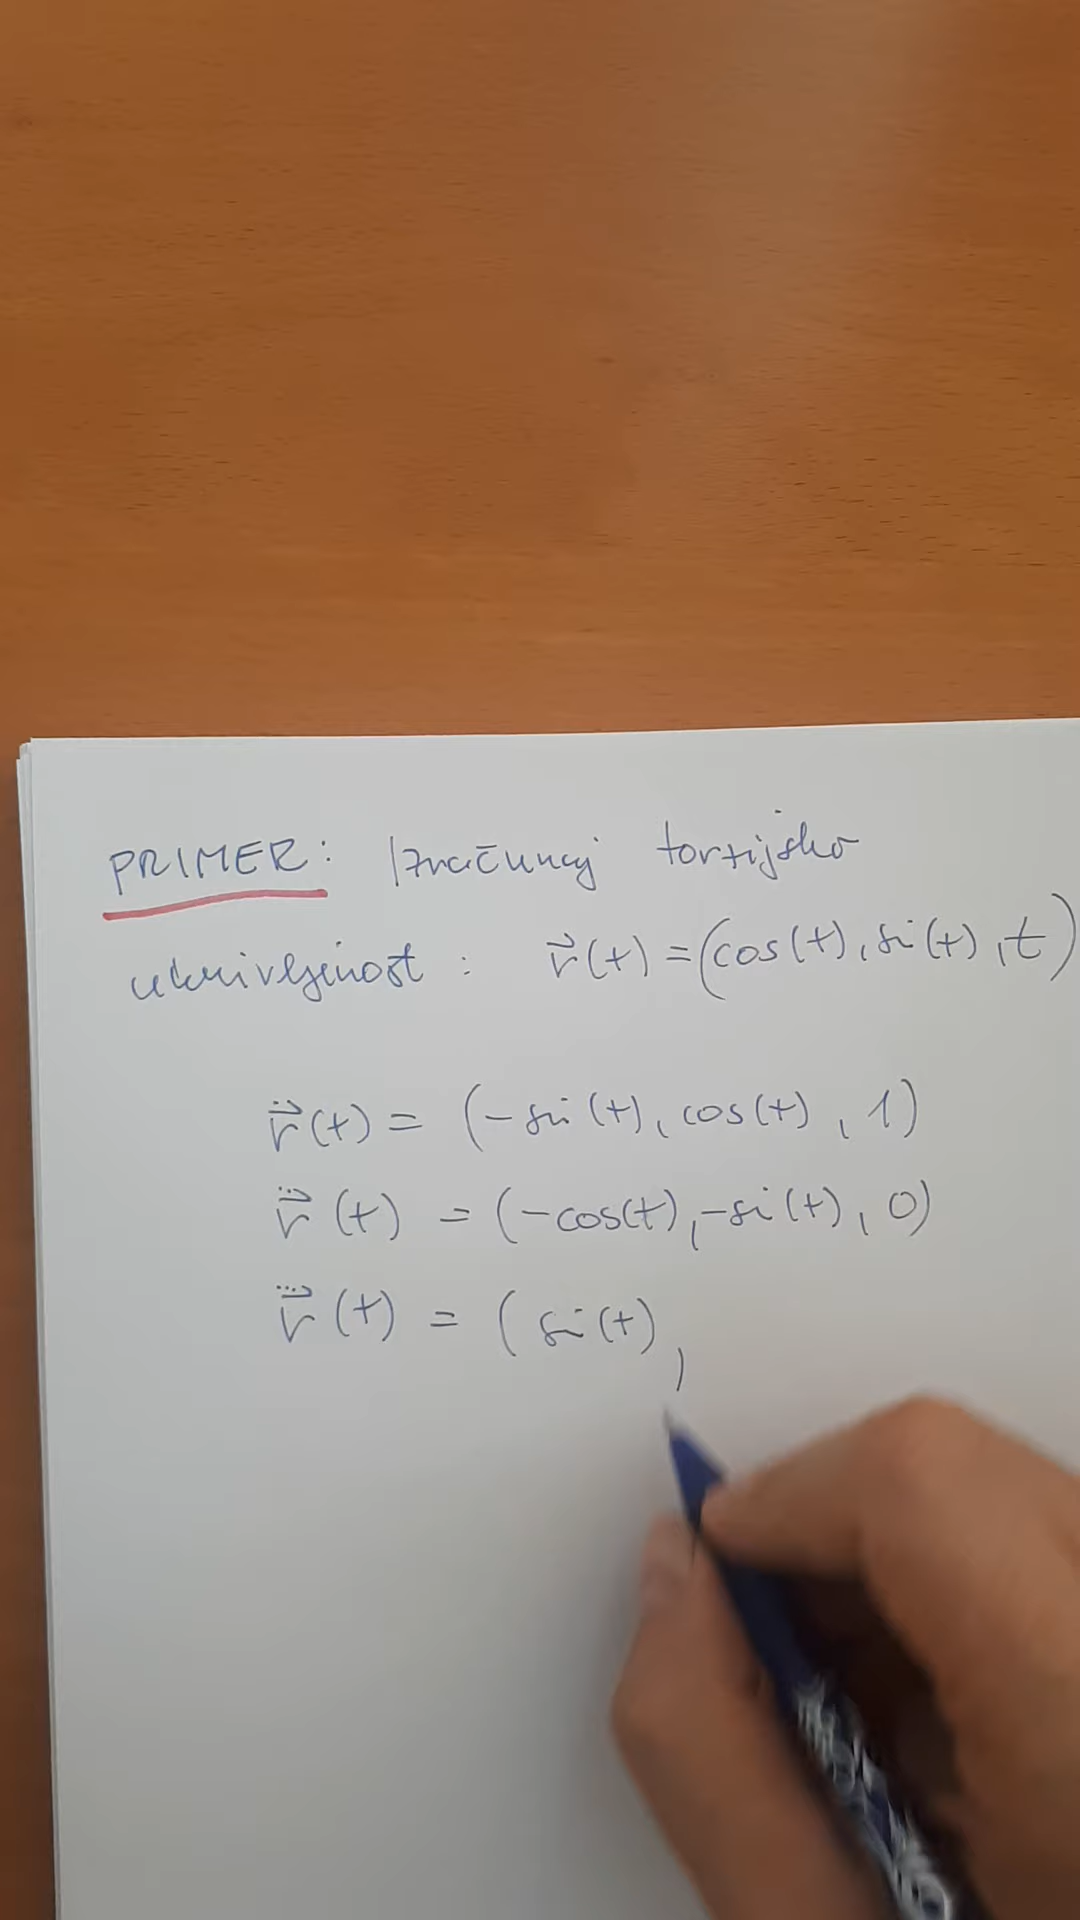 PRIMER: Izračunaj torzijsko
ukrivljenost : r⃗(t) = (cos(t), sin(t), t)
r⃗̇(t) = (-sin(t), cos(t), 1)
r⃗̈(t) = (-cos(t), -sin(t), 0)
r⃗⃛(t) = (sin(t),